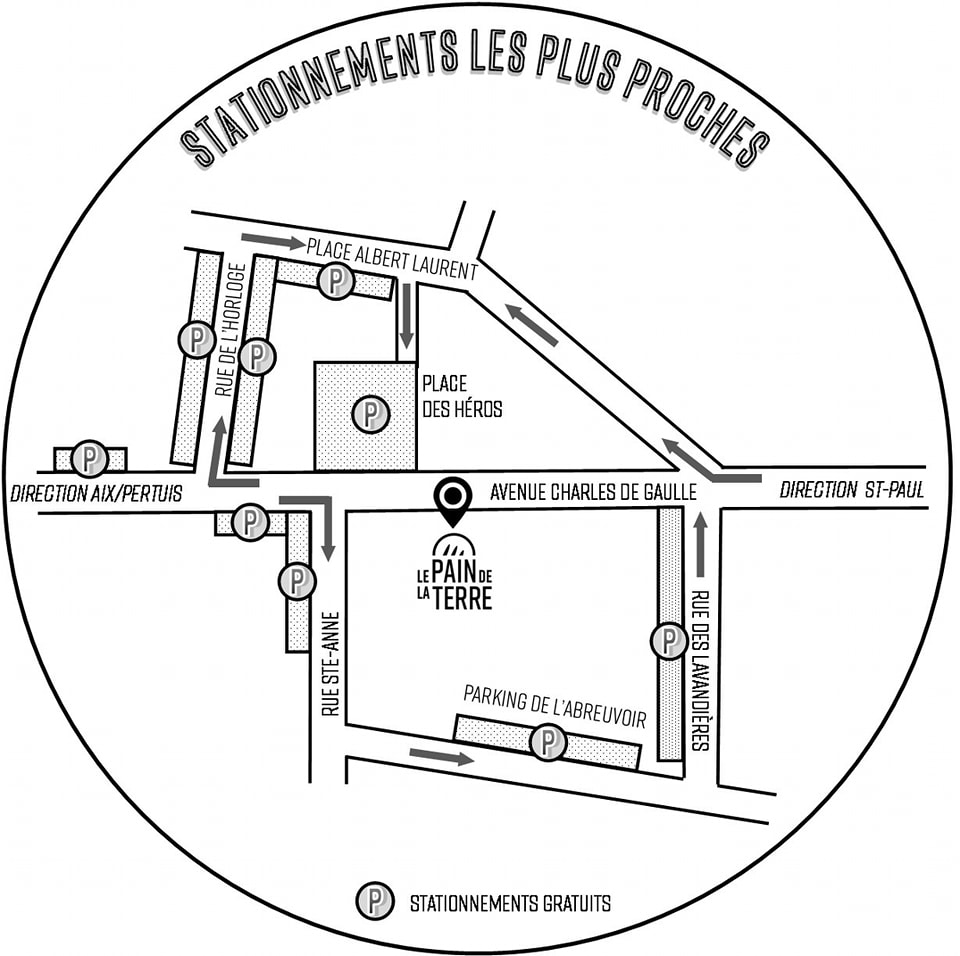 STATIONNEMENTS LES PLUS PROCHES
PLACE ALBERT LAURENT
P
RUE DE L'HORLOGE
P
P
PLACE
DES HÉROS
P
P
DIRECTION AIX/PERTUIS
AVENUE CHARLES DE GAULLE
DIRECTION ST-PAUL
P
LE PAIN DE
LA TERRE
P
RUE STE-ANNE
P
RUE DES LAVANDIÈRES
PARKING DE L'ABREUVOIR
P
P STATIONNEMENTS GRATUITS